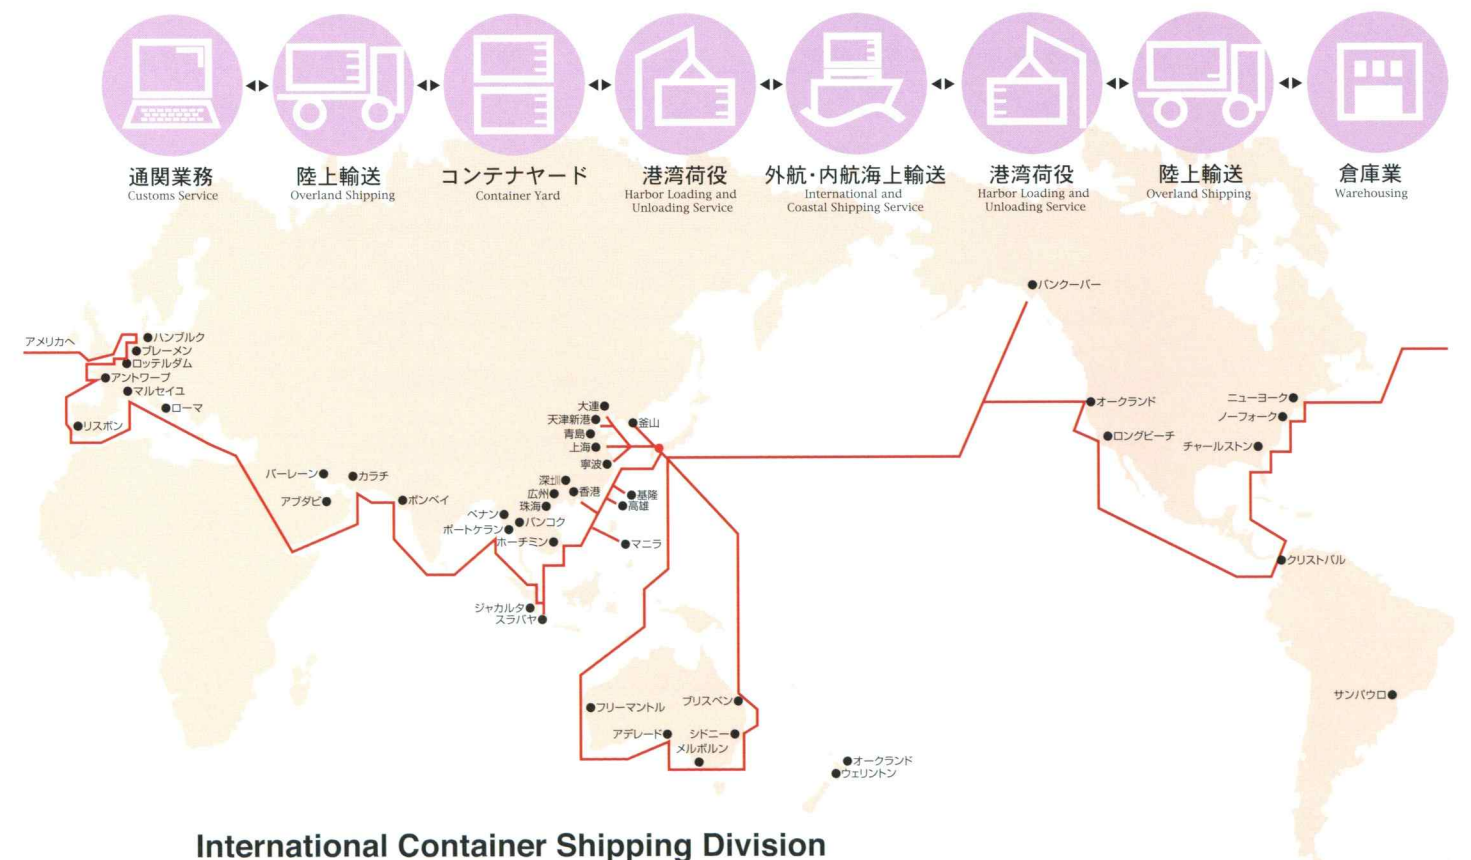 通関業務
Customs Service
陸上輸送
Overland Shipping
コンテナヤード
Container Yard
港湾荷役
Harbor Loading and
Unloading Service
外航・内航海上輸送
International and
Coastal Shipping Service
港湾荷役
Harbor Loading and
Unloading Service
陸上輸送
Overland Shipping
倉庫業
Warehousing
アメリカへ
ハンブルク
ブレーメン
ロッテルダム
アントワープ
マルセイユ
ローマ
リスボン
バーレーン
カラチ
アブダビ
ボンベイ
大連
天津新港
青島
上海
寧波
釜山
深圳
広州
香港
珠海
基隆
高雄
ペナン
バンコク
ポートケラン
ホーチミン
マニラ
ジャカルタ
スラバヤ
フリーマントル
ブリスベン
アデレード
シドニー
メルボルン
オークランド
ウェリントン
バンクーバー
オークランド
ロングビーチ
ニューヨーク
ノーフォーク
チャールストン
クリストバル
サンパウロ
International Container Shipping Division